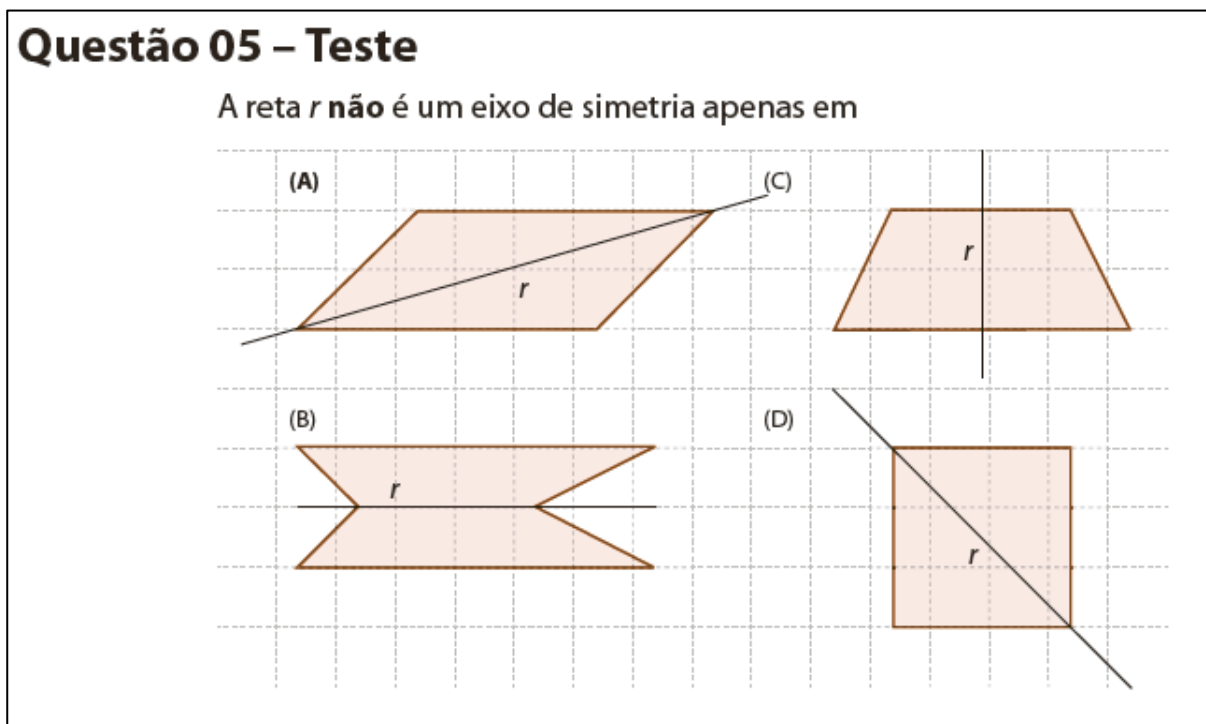 Questão 05 – Teste
A reta r não é um eixo de simetria apenas em
(A)
r
(C)
r
(B)
r
(D)
r